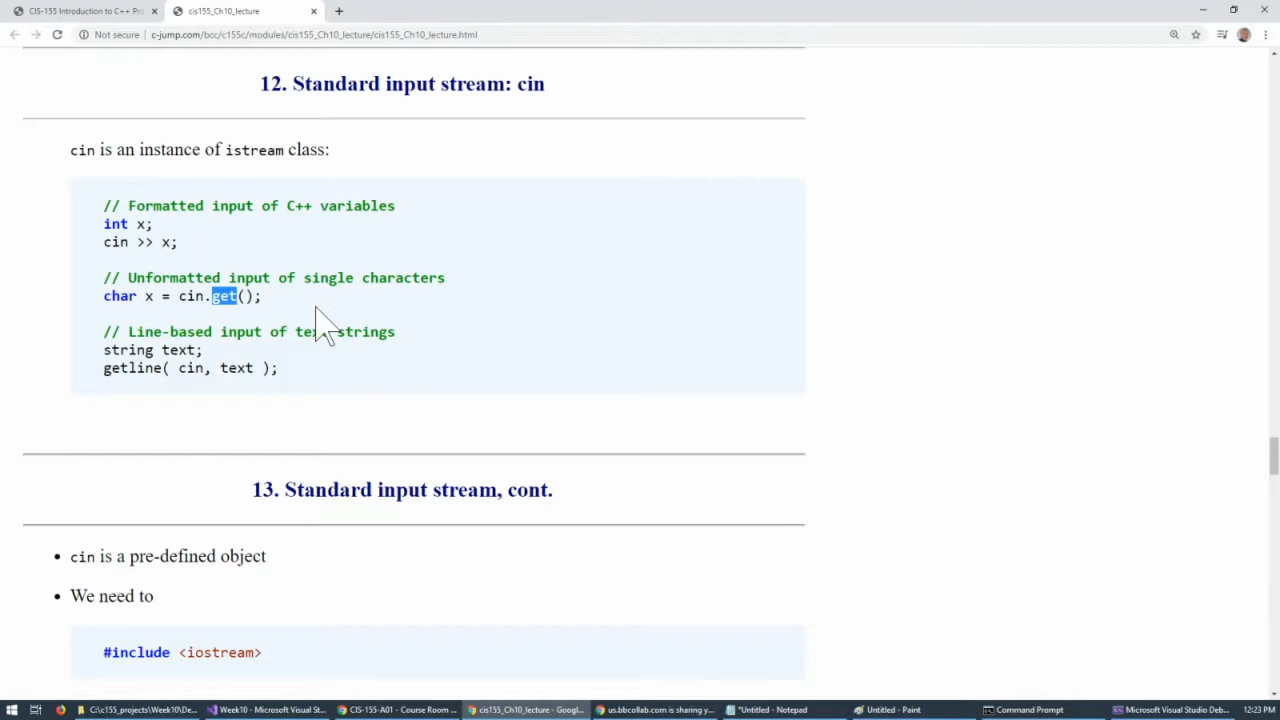 CIS-155 Introduction to C++ Pro
cis155_Ch10_lecture
Not secure
c-jump.com/bcc/c155c/modules/cis155_Ch10_lecture/cis155_Ch10_lecture.html
12. Standard input stream: cin
cin is an instance of istream class:
// Formatted input of C++ variables
int x;
cin >> x;
// Unformatted input of single characters
char x = cin.get();
// Line-based input of text strings
string text;
getline( cin, text );
13. Standard input stream, cont.
• cin is a pre-defined object
• We need to
#include <iostream>
C:\c155_projects\Week10\De...
Week10 - Microsoft Visual St...
CIS-155-A01 - Course Room ...
cis155_Ch10_lecture - Googl...
us.bbcollab.com is sharing y...
*Untitled - Notepad
Untitled - Paint
Command Prompt
Microsoft Visual Studio Deb...
12:23 PM